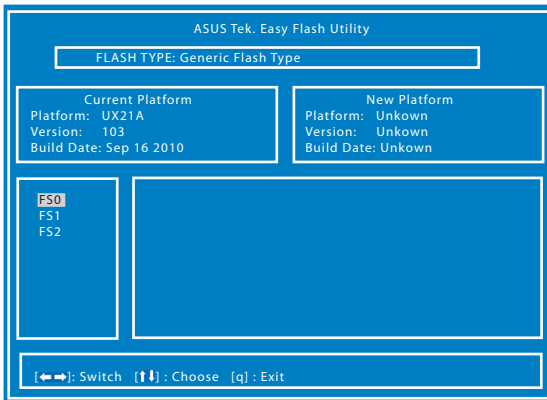 ASUS Tek. Easy Flash Utility
FLASH TYPE: Generic Flash Type
Current Platform
Platform: UX21A
Version: 103
Build Date: Sep 16 2010
New Platform
Platform: Unkown
Version: Unkown
Build Date: Unkown
FS0
FS1
FS2
[←→]: Switch [↑↓] : Choose [q] : Exit